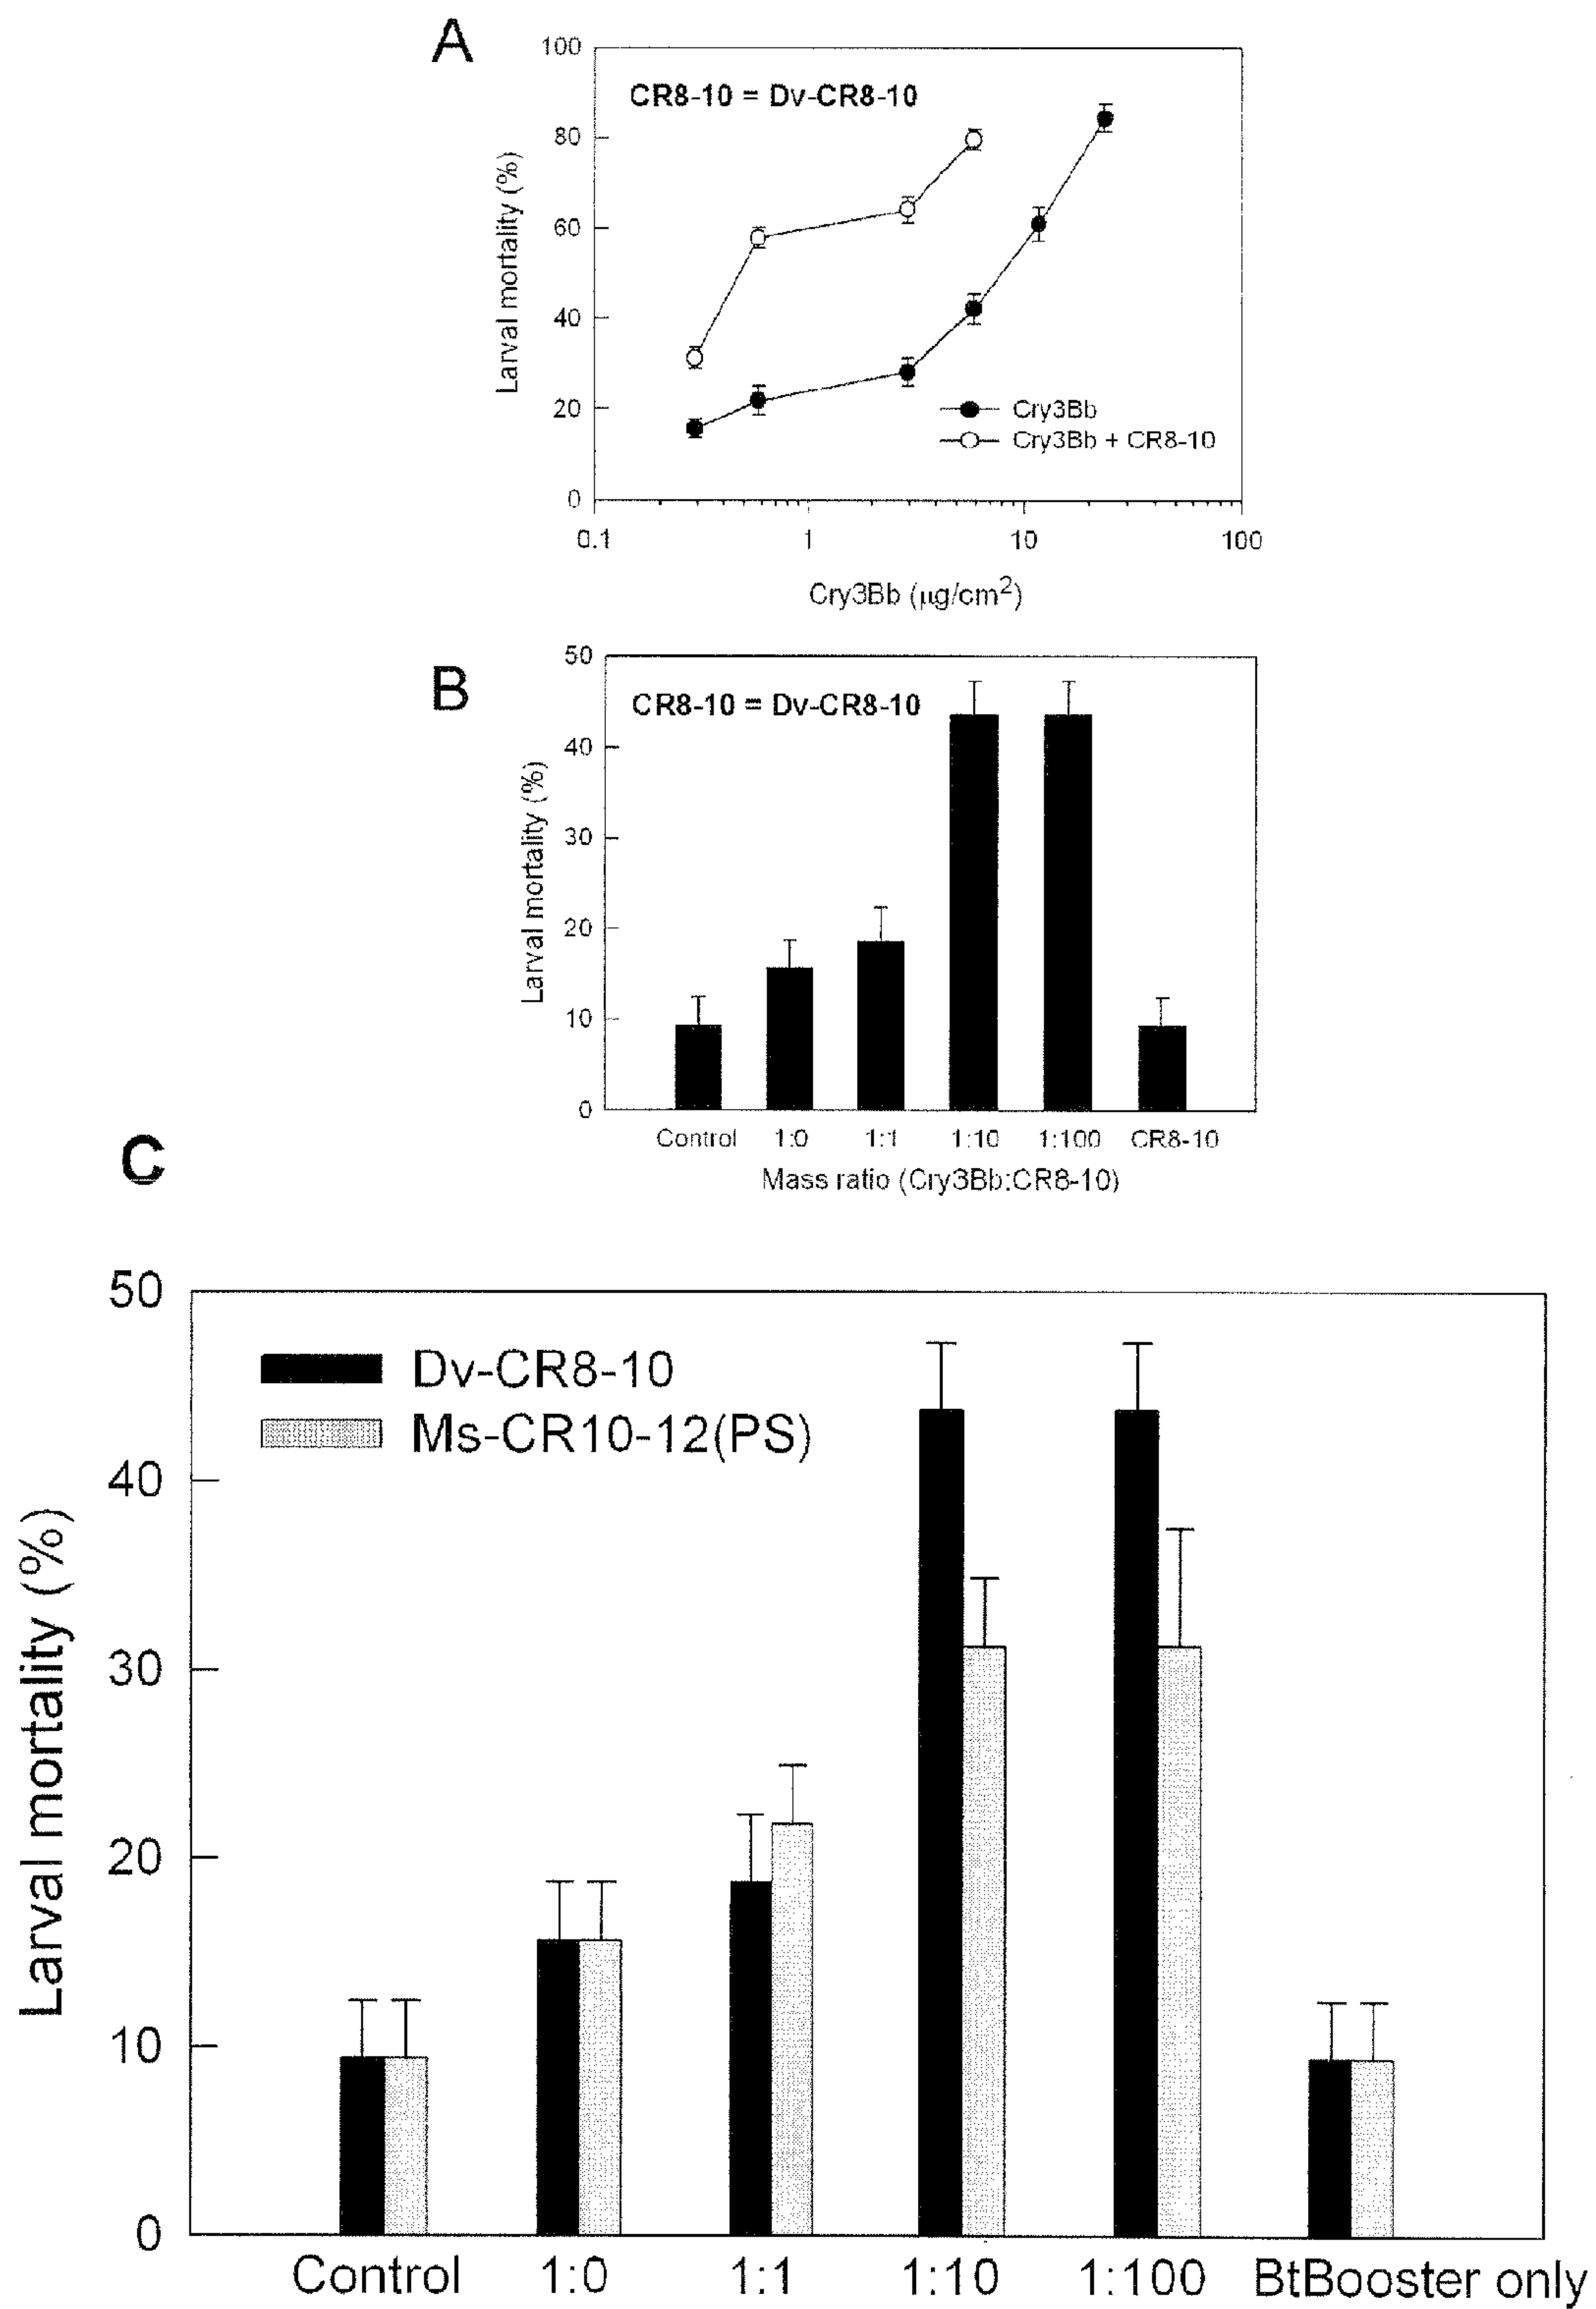 A
100
80
60
40
20
0
Larval mortality (%)
CR8-10 = Dv-CR8-10
Cry3Bb
Cry3Bb + CR8-10
0.1 1 10 100
Cry3Bb (μg/cm2)
B
50
40
30
20
10
0
Larval mortality (%)
CR8-10 = Dv-CR8-10
Control 1:0 1:1 1:10 1:100 CR8-10
Mass ratio (Cry3Bb:CR8-10)
C
50
40
30
20
10
0
Larval mortality (%)
Dv-CR8-10
Ms-CR10-12(PS)
Control 1:0 1:1 1:10 1:100 BtBooster only